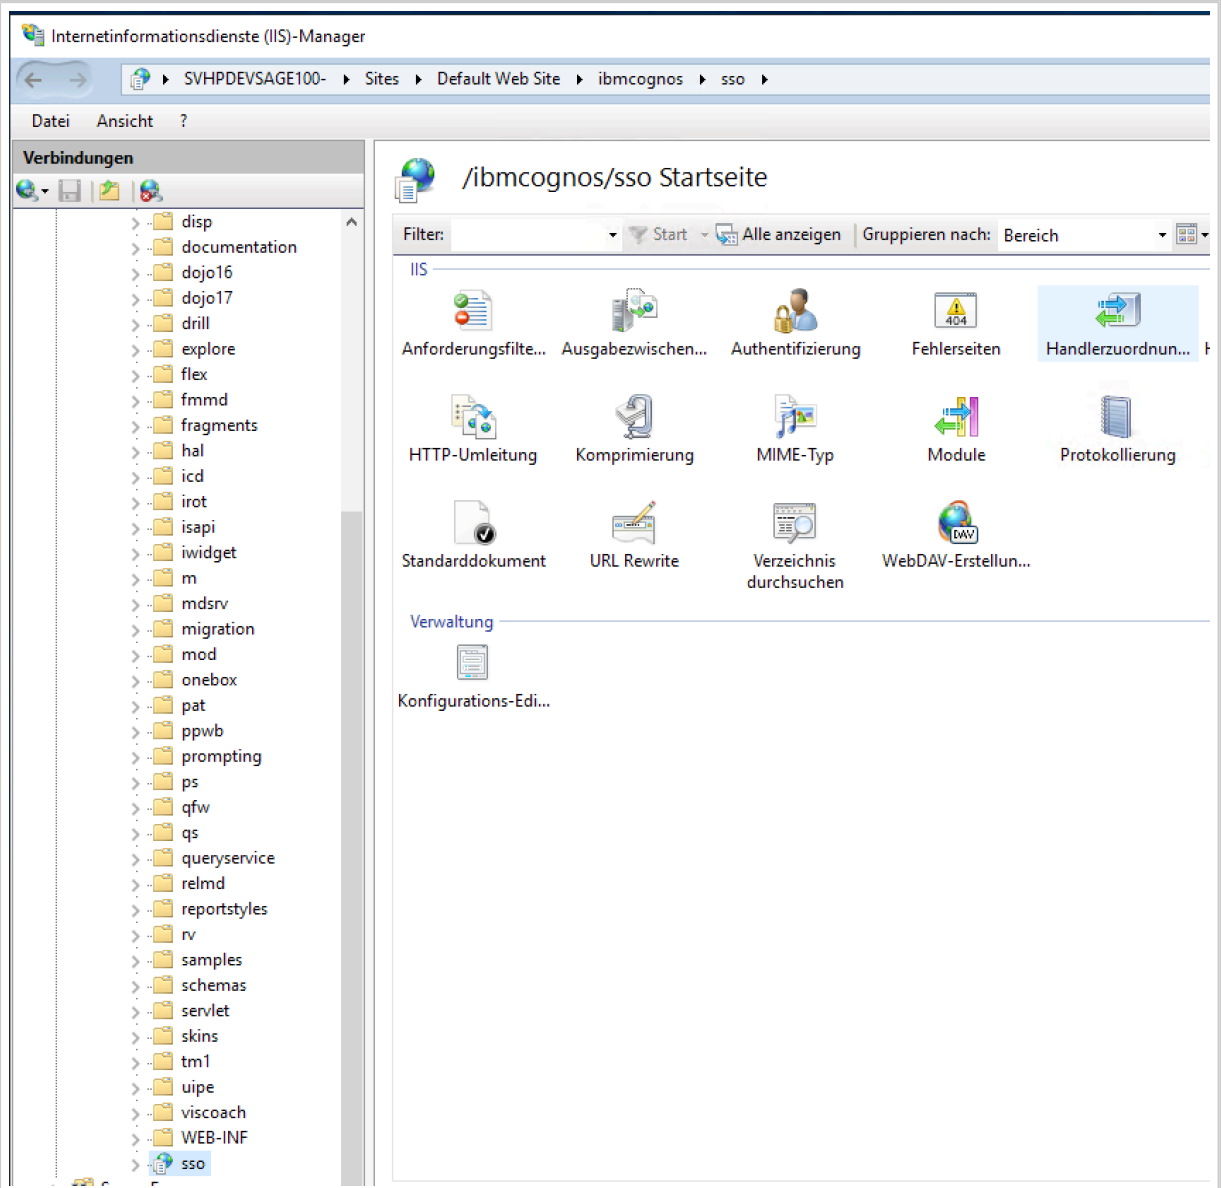 Internetinformationsdienste (IIS)-Manager
SVHPDEVSAGE100- Sites Default Web Site ibmcognos sso
Datei Ansicht ?
Verbindungen
disp
documentation
dojo16
dojo17
drill
explore
flex
fmmd
fragments
hal
icd
irot
isapi
iwidget
m
mdsrv
migration
mod
onebox
pat
ppwb
prompting
ps
qfw
qs
queryservice
relmd
reportstyles
rv
samples
schemas
servlet
skins
tm1
uipe
viscoach
WEB-INF
sso
/ibmcognos/sso Startseite
Filter: Start Alle anzeigen Gruppieren nach: Bereich
IIS
Anforderungsfilte... Ausgabezwischen... Authentifizierung Fehlerseiten Handlerzuordnun...
404
HTTP-Umleitung Komprimierung MIME-Typ Module Protokollierung
DAV
Standarddokument URL Rewrite Verzeichnis durchsuchen WebDAV-Erstellun...
Verwaltung
Konfigurations-Edi...